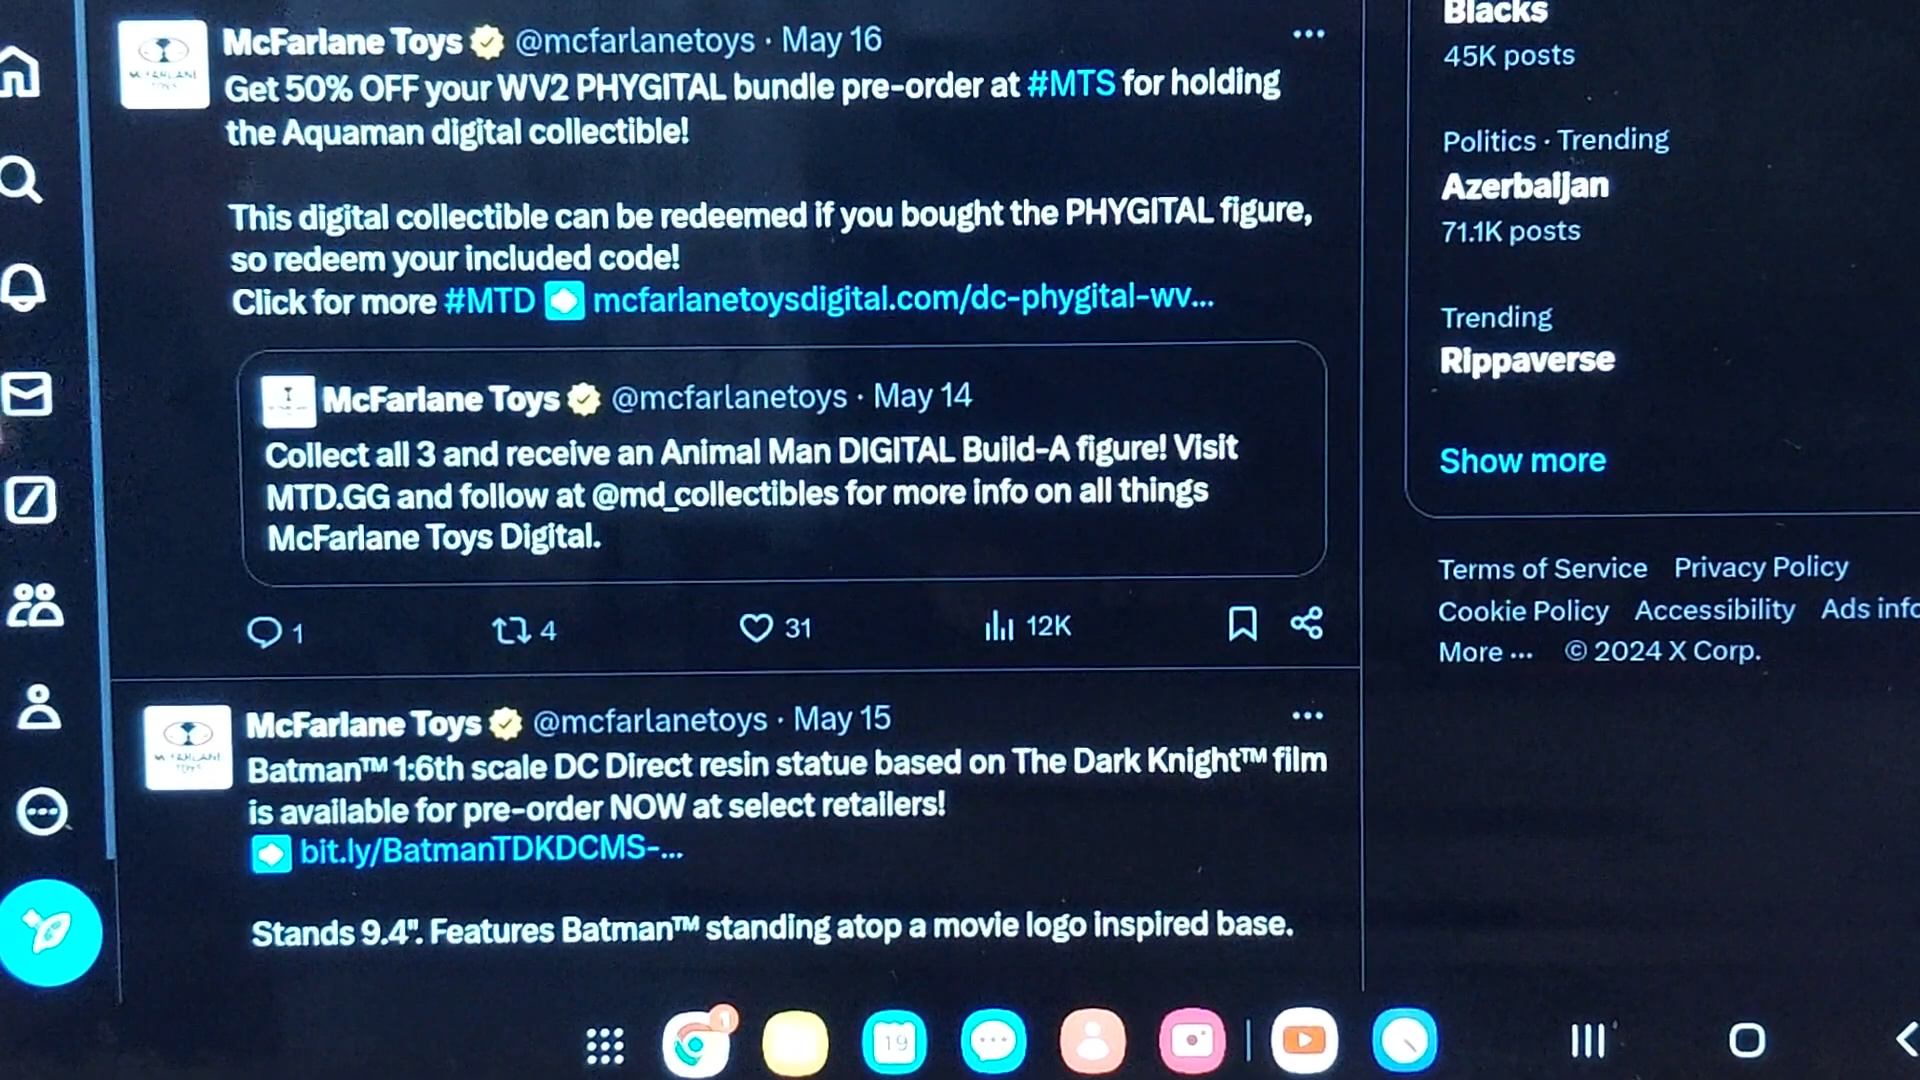 McFarlane Toys @mcfarlanetoys · May 16
Get 50% OFF your WV2 PHYGITAL bundle pre-order at #MTS for holding
the Aquaman digital collectible!
This digital collectible can be redeemed if you bought the PHYGITAL figure,
so redeem your included code!
Click for more #MTD mcfarlanetoysdigital.com/dc-phygital-wv...
McFarlane Toys @mcfarlanetoys · May 14
Collect all 3 and receive an Animal Man DIGITAL Build-A figure! Visit
MTD.GG and follow at @md_collectibles for more info on all things
McFarlane Toys Digital.
1 4 31 12K
McFARLANE TOYS
McFarlane Toys @mcfarlanetoys · May 15
Batman™ 1:6th scale DC Direct resin statue based on The Dark Knight™ film
is available for pre-order NOW at select retailers!
bit.ly/BatmanTDKDCMS-...
Stands 9.4". Features Batman™ standing atop a movie logo inspired base.
Blacks
45K posts
Politics · Trending
Azerbaijan
71.1K posts
Trending
Rippaverse
Show more
Terms of Service Privacy Policy
Cookie Policy Accessibility Ads info
More ... © 2024 X Corp.
1
19